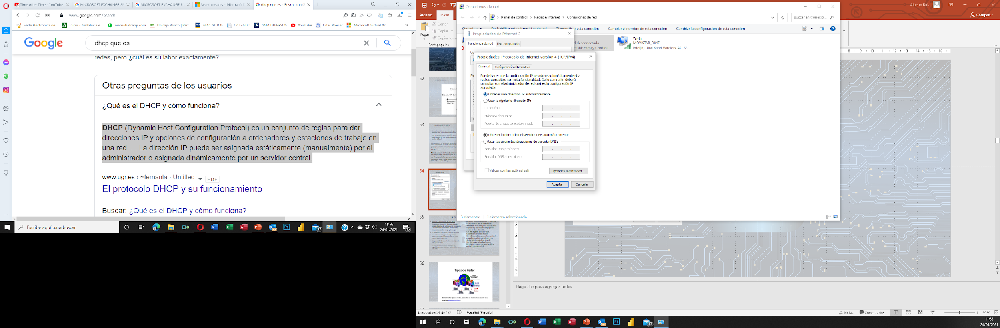 Time After Time - YouTube
MICROSOFT EXCHANGE SE
MICROSOFT EXCHANGE EN
Search results - Microsoft D
dhcp que es - Buscar con G
www.google.com/search
Sede Electrónica de...
Inicio - Andalucía e...
web.whatsapp.com
Unicaja Banco | Part...
AMA AUTOS
CALZADO
AMA DIVERSOS
YouTube
Citas Previas
Microsoft Virtual Ac...
Google
dhcp que es
redes, pero ¿cuál es su labor exactamente?
Otras preguntas de los usuarios
¿Qué es el DHCP y cómo funciona?
DHCP (Dynamic Host Configuration Protocol) es un conjunto de reglas para dar
direcciones IP y opciones de configuración a ordenadores y estaciones de trabajo en
una red. ... La dirección IP puede ser asignada estáticamente (manualmente) por el
administrador o asignada dinámicamente por un servidor central.
www.ugr.es › ~fernanla › Untitled PDF
El protocolo DHCP y su funcionamiento
Buscar: ¿Qué es el DHCP y cómo funciona?
Escribe aquí para buscar
37
11:56
24/01/2021
16
Alberto Ruiz
Archivo
Inicio
Compartir
Pegar
Cortar
Copiar
Copiar form
Portapapeles
Conexiones de red
Panel de control › Redes e Internet › Conexiones de red
Buscar en Conexio...
Organizar
Deshabilitar este dispositivo de red
Diagnosticar esta conexión
Cambiar el nombre de esta conexión
Cambiar la configuración de esta conexión
d desconectado
e GbE Family Controll...
Wi-Fi
MOVISTAR_D847
Intel(R) Dual Band Wireless-AC 72...
Propiedades de Ethernet 2
Funciones de red
Uso compartido
Propiedades: Protocolo de Internet versión 4 (TCP/IPv4)
General
Configuración alternativa
Puede hacer que la configuración IP se asigne automáticamente si la
red es compatible con esta funcionalidad. De lo contrario, deberá
consultar con el administrador de red cuál es la configuración IP
apropiada.
Obtener una dirección IP automáticamente
Usar la siguiente dirección IP:
Dirección IP:
Máscara de subred:
Puerta de enlace predeterminada:
Obtener la dirección del servidor DNS automáticamente
Usar las siguientes direcciones de servidor DNS:
Servidor DNS preferido:
Servidor DNS alternativo:
Validar configuración al salir
Opciones avanzadas...
Aceptar
Cancelar
3 elementos
1 elemento seleccionado
52
53
54
55
56
Tipos de Redes
WAN
MAN
LAN
57
Haga clic para agregar notas
Diapositiva 54 de 127
Español (España)
Notas
Comentarios
99 %
37
11:56
24/01/2021